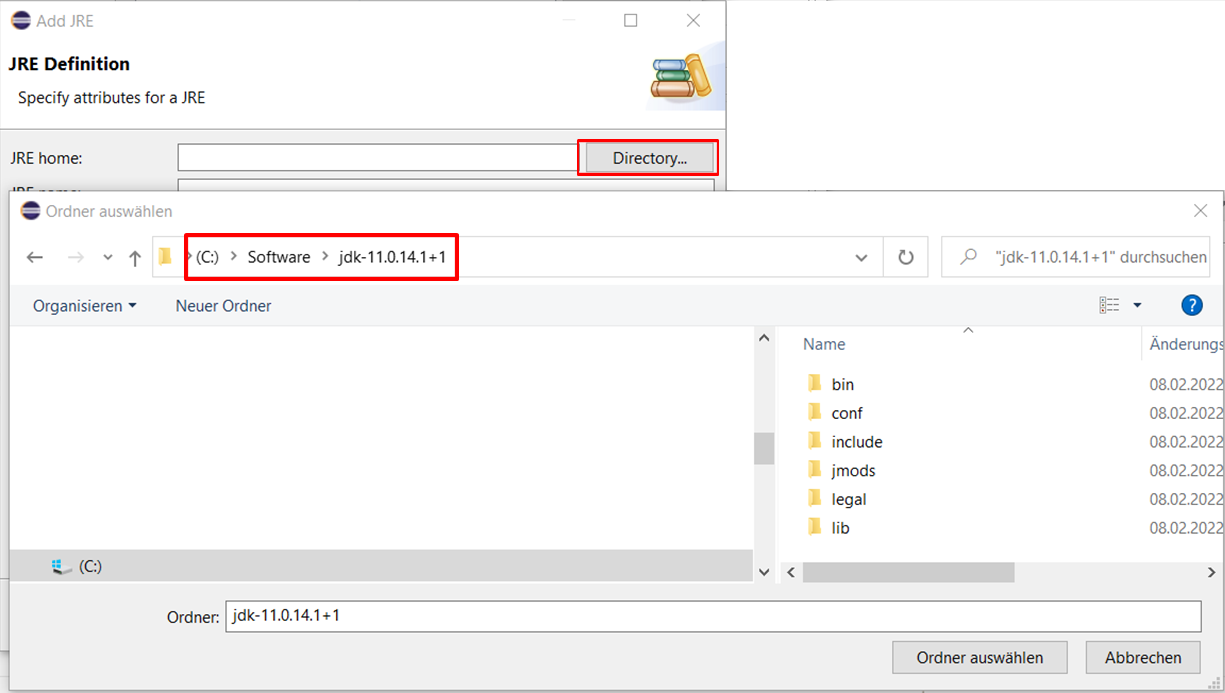 Add JRE
JRE Definition
Specify attributes for a JRE
JRE home:
Directory...
JRE name:
Ordner auswählen
(C:) > Software > jdk-11.0.14.1+1
"jdk-11.0.14.1+1" durchsuchen
Organisieren
Neuer Ordner
?
Name Änderungs
bin 08.02.2022
conf 08.02.2022
include 08.02.2022
jmods 08.02.2022
legal 08.02.2022
lib 08.02.2022
(C:)
Ordner: jdk-11.0.14.1+1
Ordner auswählen
Abbrechen